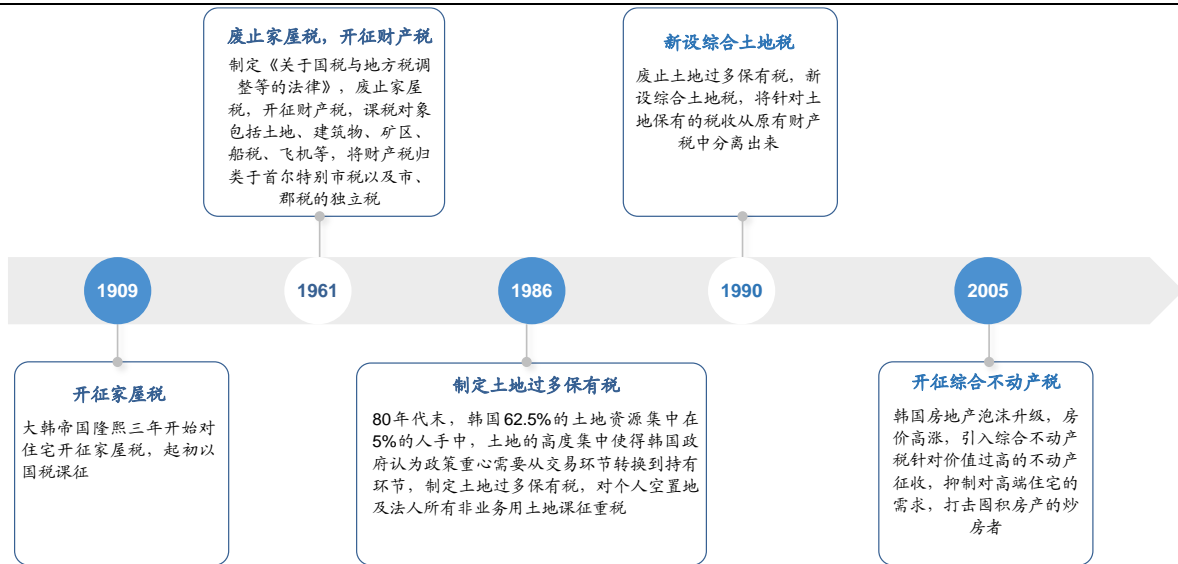 废止家屋税，开征财产税
制定《关于国税与地方税调
整等的法律》，废止家屋
税，开征财产税，课税对象
包括土地、建筑物、矿区、
船税、飞机等，将财产税归
类于首尔特别市税以及市、
郡税的独立税
新设综合土地税
废止土地过多保有税，新
设综合土地税，将针对土
地保有的税收从原有财产
税中分离出来
1909
1961
1986
1990
2005
开征家屋税
大韩帝国隆熙三年开始对
住宅开征家屋税，起初以
国税课征
制定土地过多保有税
80年代末，韩国62.5%的土地资源集中在
5%的人手中，土地的高度集中使得韩国政
府认为政策重心需要从交易环节转换到持有
环节，制定土地过多保有税，对个人空置地
及法人所有非业务用土地课征重税
开征综合不动产税
韩国房地产泡沫升级，房
价高涨，引入综合不动产
税针对价值过高的不动产
征收，抑制对高端住宅的
需求，打击囤积房产的炒
房者